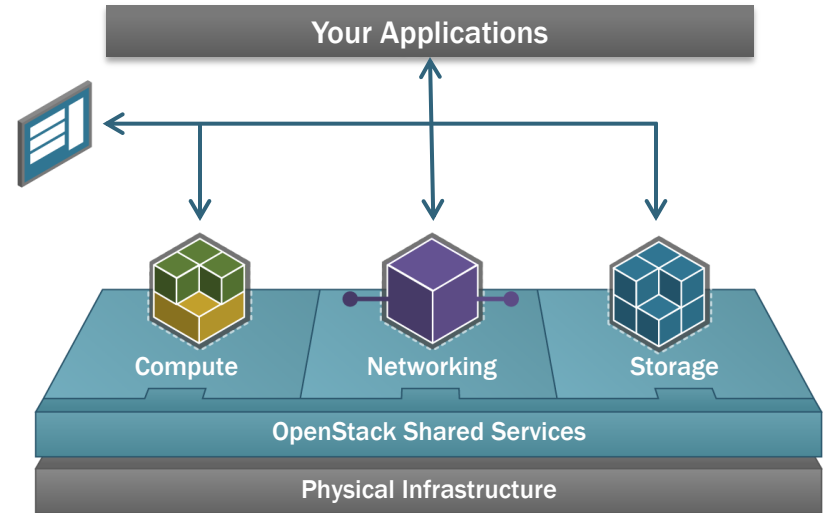 Your Applications
Compute
Networking
Storage
OpenStack Shared Services
Physical Infrastructure